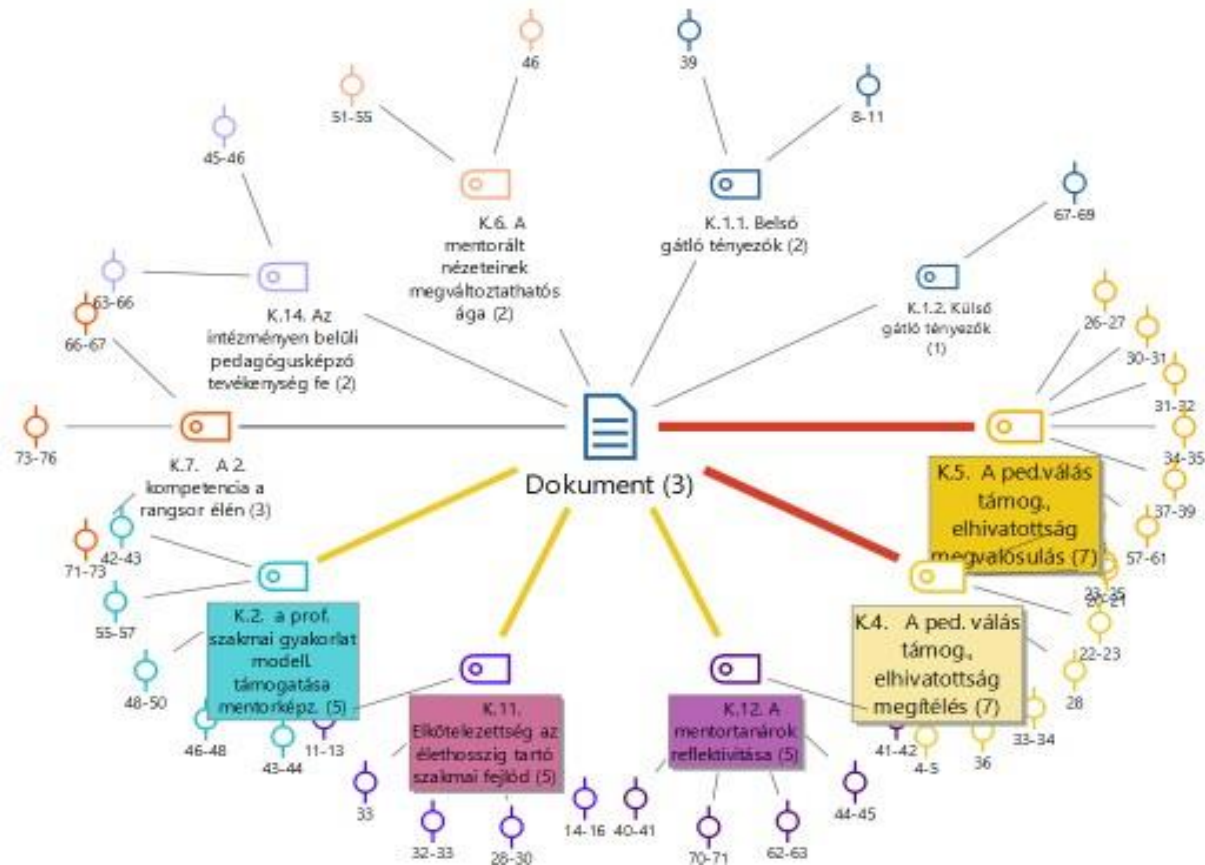 46
39
51-55
8-11
45-46
67-69
K.6. A
mentorált
nézeteinek
megváltoztathatós
ága (2)
K.1.1. Belső
gátló tényezők (2)
K.1.2. Külső
gátló tényezők
(1)
63-66
66-67
K.14. Az
intézményen belüli
pedagógusképző
tevékenység fe (2)
26-27
30-31
31-32
34-35
37-39
57-61
73-76
K.7. A 2.
kompetencia a
rangsor élén (3)
Dokument (3)
K.5. A ped.válás
támog.,
elhivatottság
megvalósulás (7)
42-43
71-73
55-57
48-50
46-48
43-44
K.2. a prof.
szakmai gyakorlat
modell.
támogatása
mentorképz. (5)
K.4. A ped. válás
támog.,
elhivatottság
megítélés (7)
22-23
28
33-34
36
4-5
41-42
11-13
K.11.
Elkötelezettség az
élethosszig tartó
szakmai fejlőd (5)
K.12. A
mentortanárok
reflektivitása (5)
33
32-33
28-30
14-16
40-41
70-71
62-63
44-45